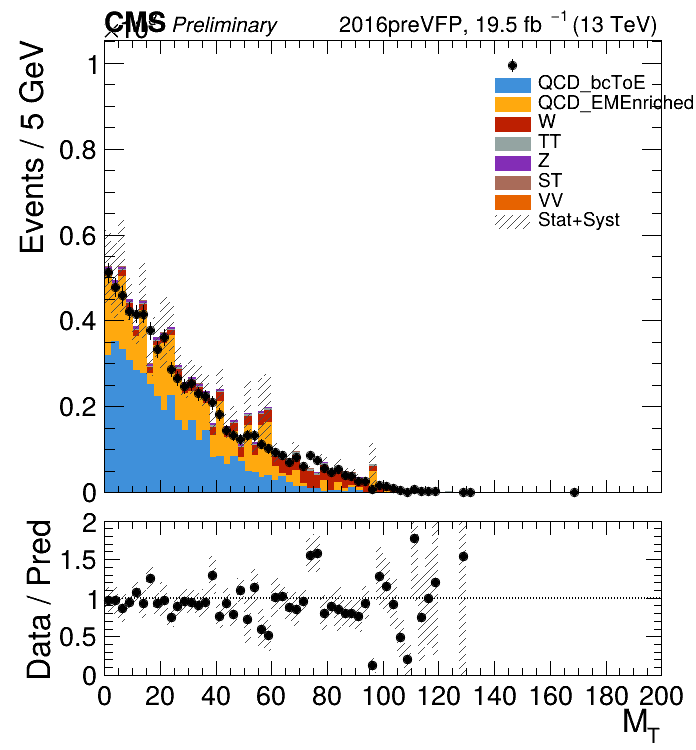 CMS Preliminary 2016preVFP, 19.5 fb -1 (13 TeV)
Events / 5 GeV
1
0.8
0.6
0.4
0.2
0
QCD_bcToE
QCD_EMEnriched
W
TT
Z
ST
VV
Stat+Syst
Data / Pred
2
1.5
1
0.5
0
0 20 40 60 80 100 120 140 160 180 200
M_T